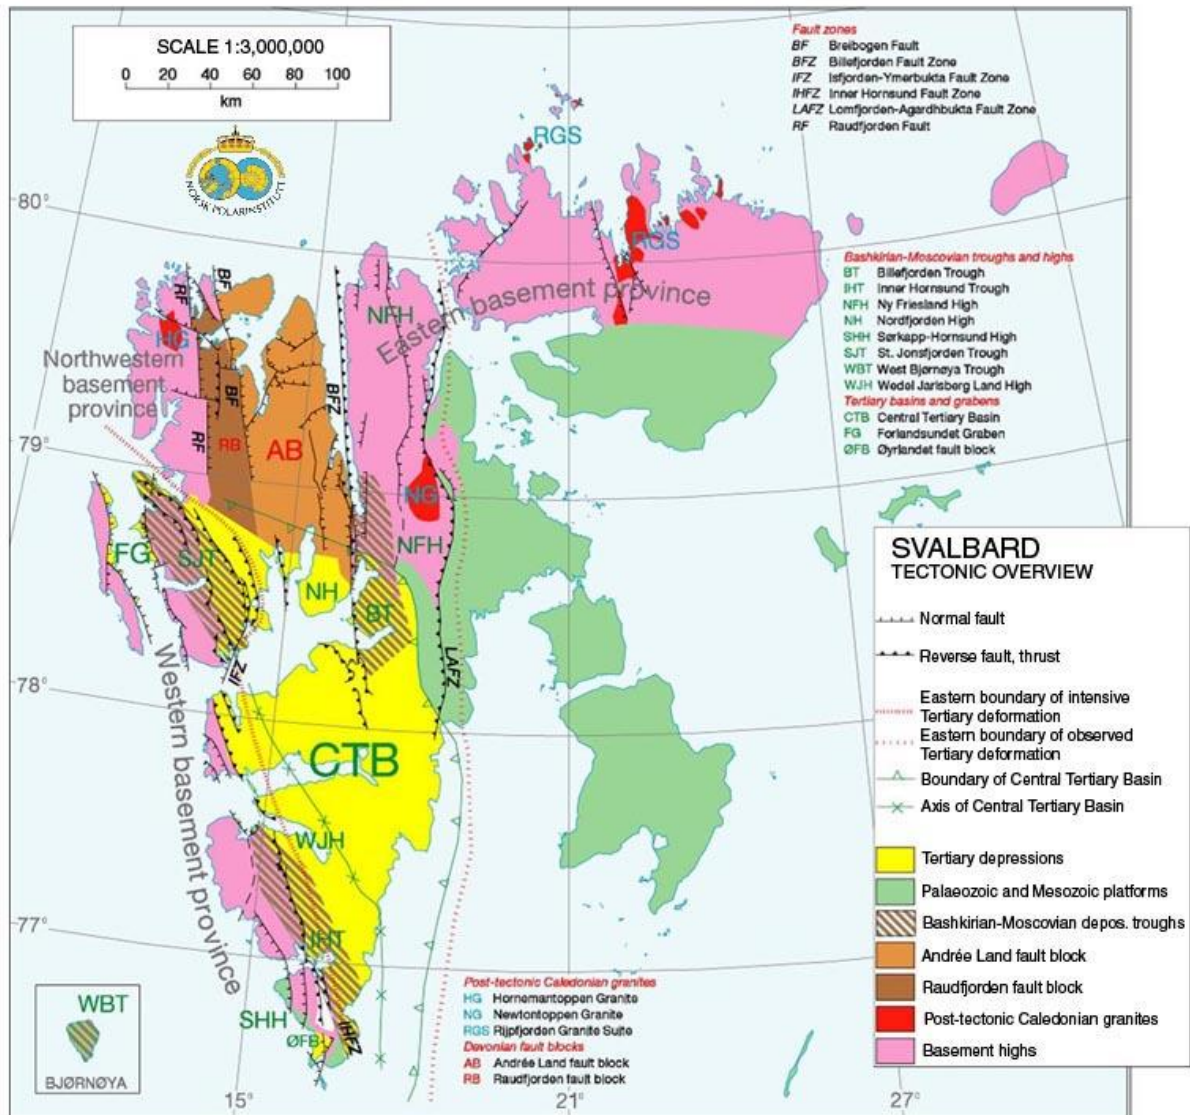 SCALE 1:3,000,000
0 20 40 60 80 100
km
NORSK POLARINSTITUTT
Fault zones
BF Breibogen Fault
BFZ Billefjorden Fault Zone
IFZ Isfjorden-Ymerbukta Fault Zone
IHFZ Inner Hornsund Fault Zone
LAFZ Lomfjorden-Agardhbukta Fault Zone
RF Raudfjorden Fault
RGS
80°
80°
RGS
Bashkirian-Moscovian troughs and highs
BT Billefjorden Trough
IHT Inner Hornsund Trough
NFH Ny Friesland High
NH Nordfjorden High
SHH Sørkapp-Hornsund High
SJT St. Jonsfjorden Trough
WBT West Bjørnøya Trough
WJH Wedel Jarlsberg Land High
Tertiary basins and grabens
CTB Central Tertiary Basin
FG Forlandsundet Graben
ØFB Øyrlandet fault block
RF
BF
HG
NFH
Eastern basement province
Northwestern
basement
province
BF
BFZ
RF
RB
AB
79°
79°
NG
NFH
FG
SJT
NH
BT
LAFZ
IFZ
78°
78°
Western basement province
CTB
WJH
77°
77°
IHT
SHH
ØFB
IHFZ
WBT
BJØRNØYA
Post-tectonic Caledonian granites
HG Hornemantoppen Granite
NG Newtontoppen Granite
RGS Rijpfjorden Granite Suite
Devonian fault blocks
AB Andrée Land fault block
RB Raudfjorden fault block
15°
21°
27°
SVALBARD
TECTONIC OVERVIEW
Normal fault
Reverse fault, thrust
Eastern boundary of intensive
Tertiary deformation
Eastern boundary of observed
Tertiary deformation
Boundary of Central Tertiary Basin
Axis of Central Tertiary Basin
Tertiary depressions
Palaeozoic and Mesozoic platforms
Bashkirian-Moscovian depos. troughs
Andrée Land fault block
Raudfjorden fault block
Post-tectonic Caledonian granites
Basement highs